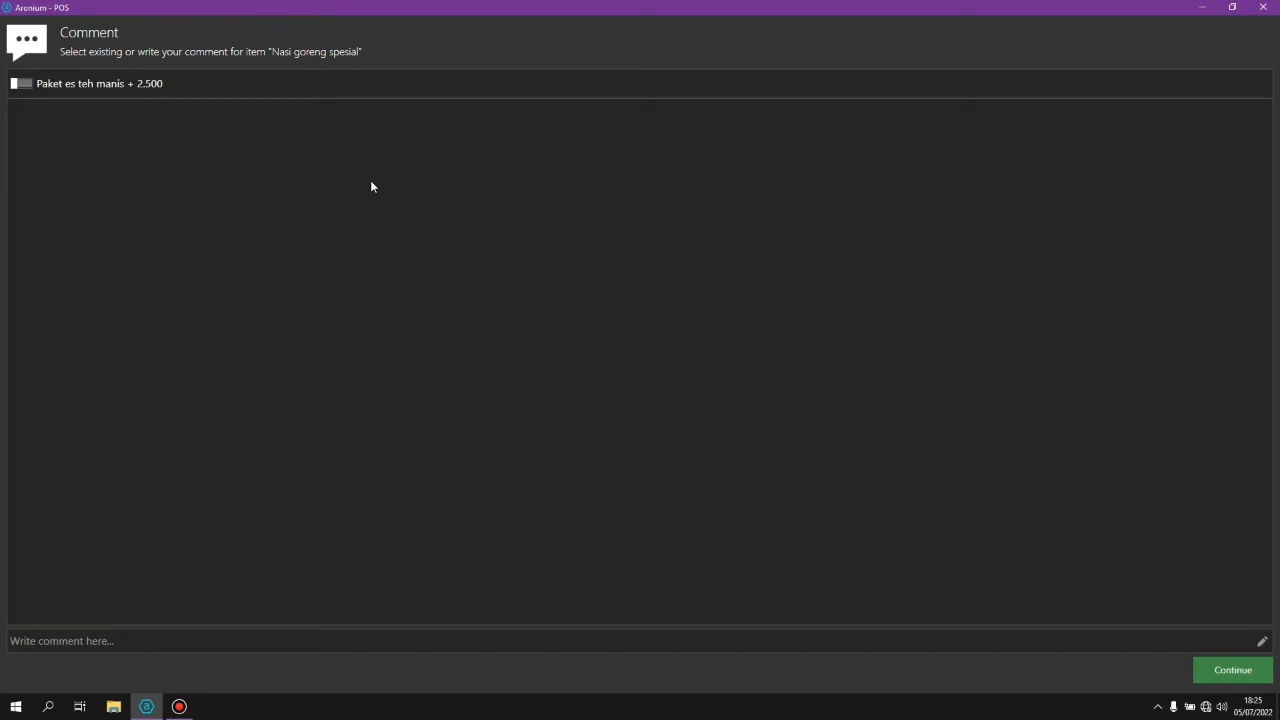 Aronium - POS
Comment
Select existing or write your comment for item "Nasi goreng spesial"
Paket es teh manis + 2.500
Write comment here...
Continue
18:25
05/07/2022